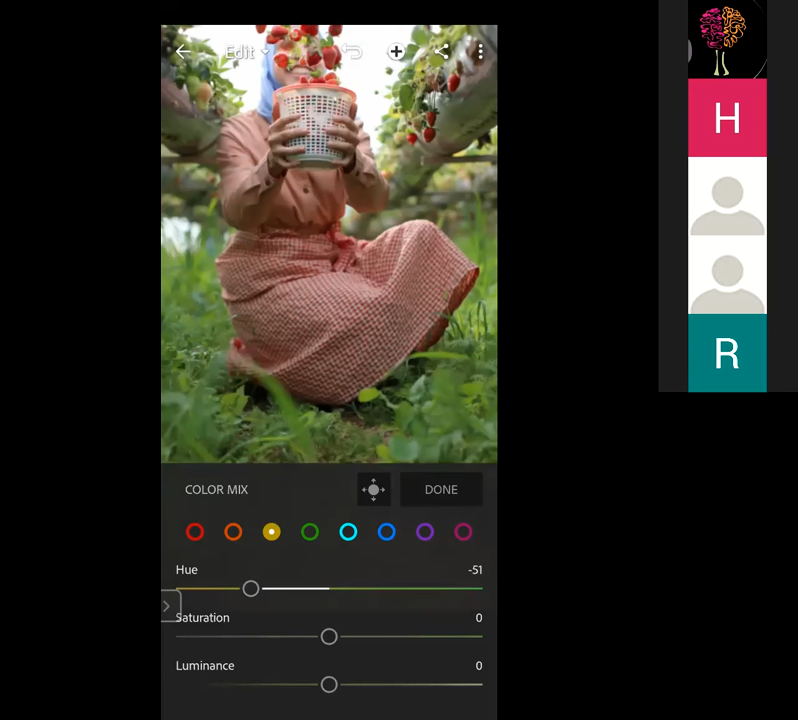 Edit
H
R
COLOR MIX
DONE
Hue
-51
Saturation
0
Luminance
0